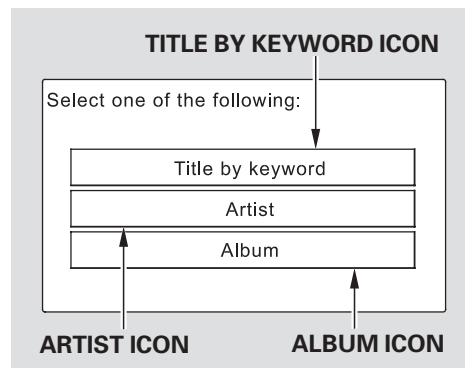 TITLE BY KEYWORD ICON
Select one of the following:
Title by keyword
Artist
Album
ARTIST ICON
ALBUM ICON